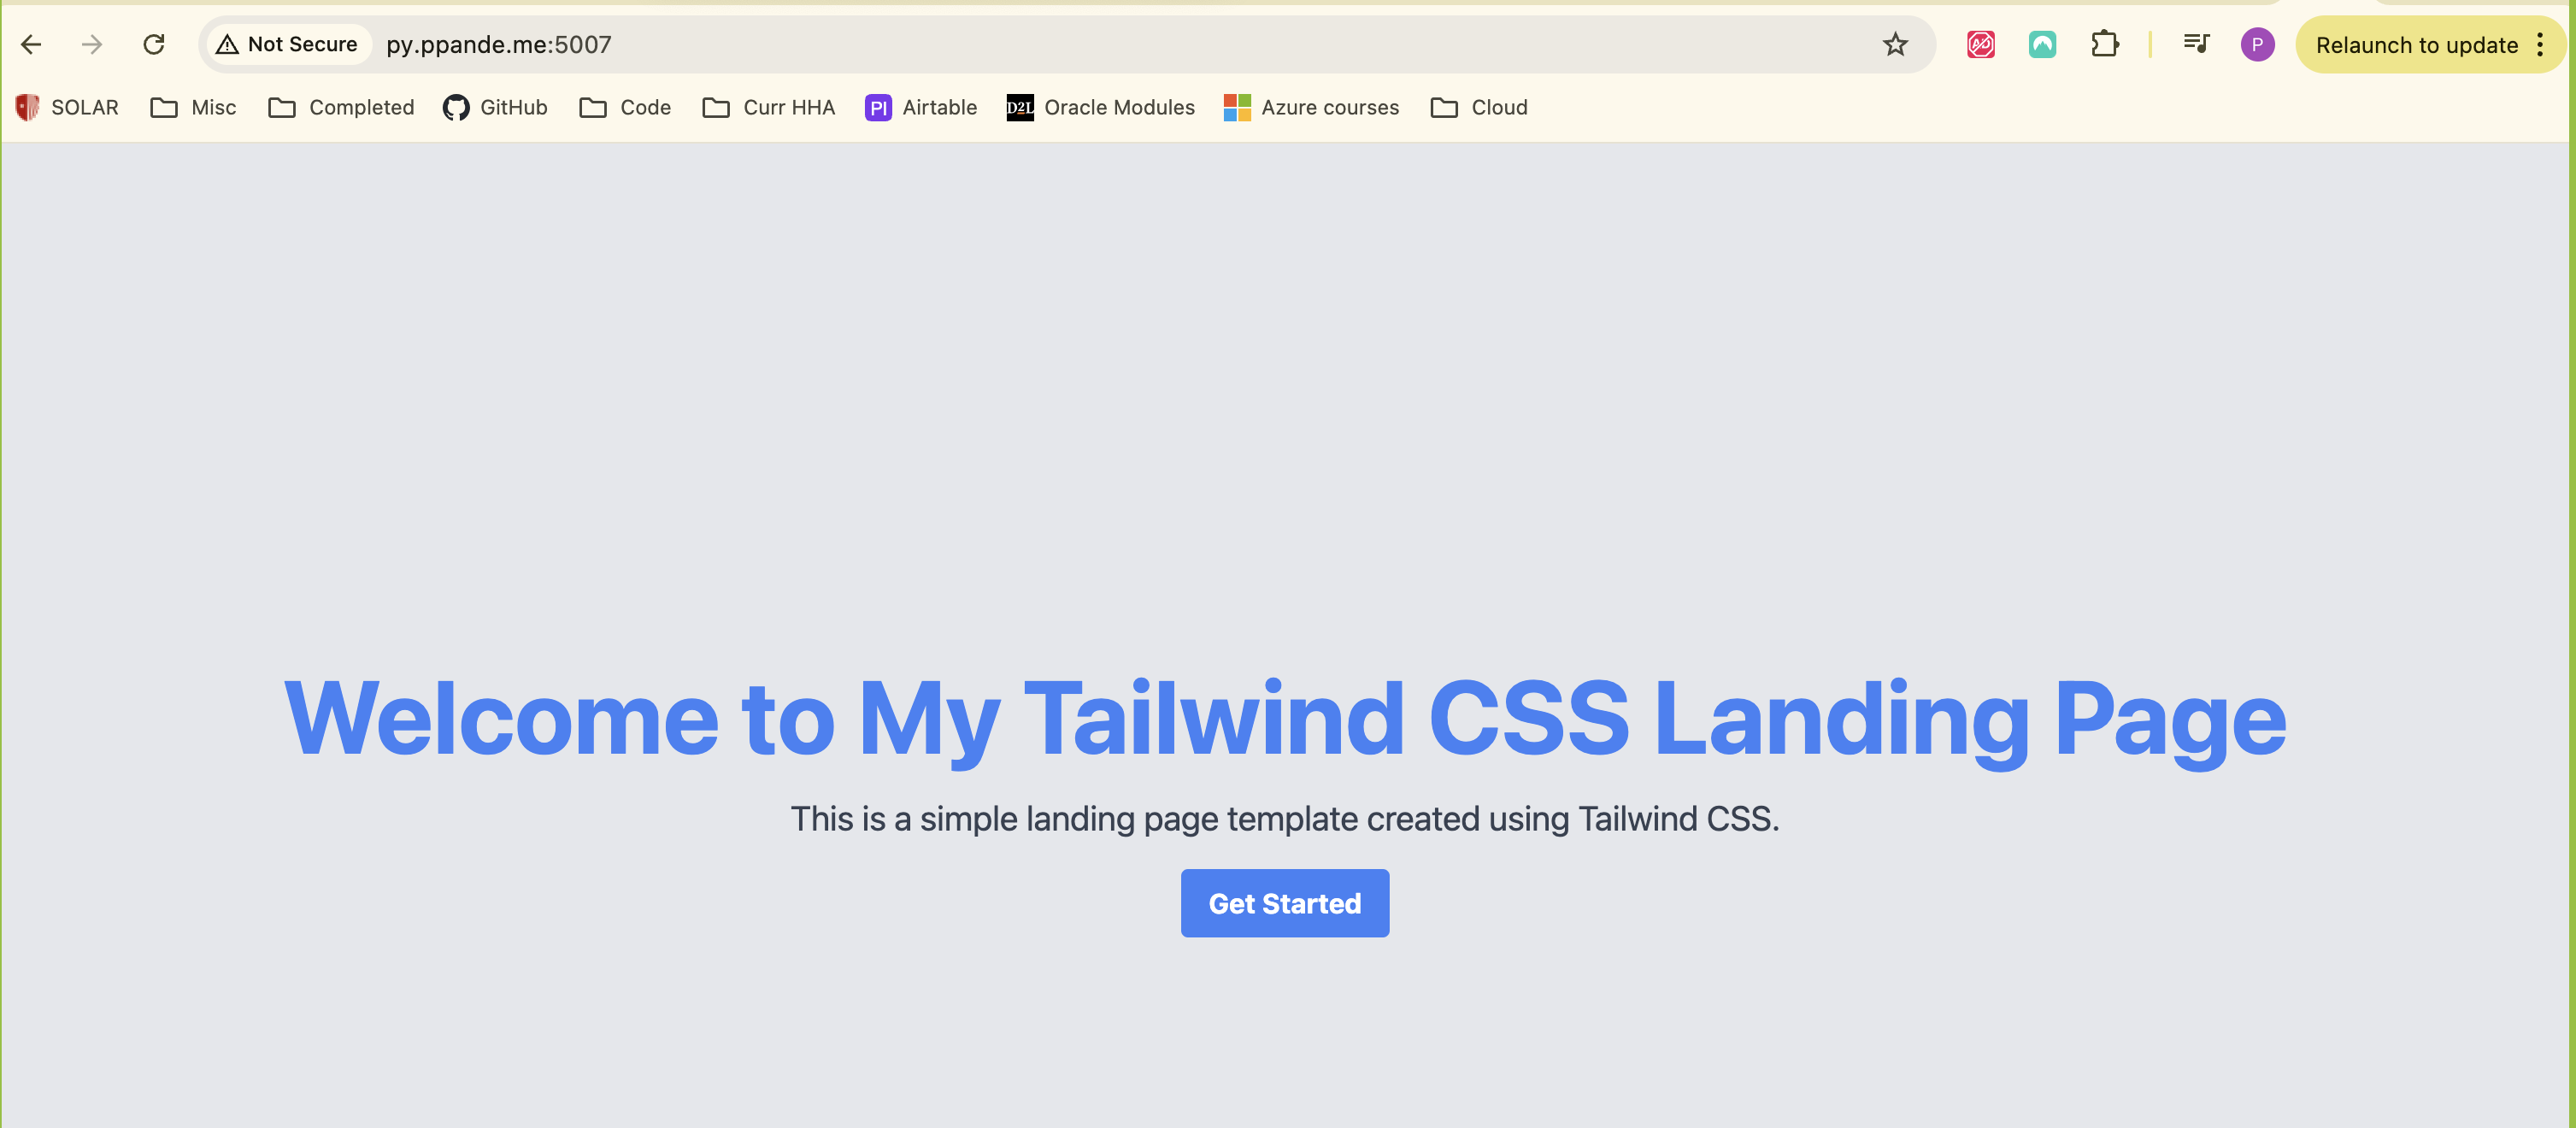 Not Secure py.ppande.me:5007 P Relaunch to update
SOLAR Misc Completed GitHub Code Curr HHA PI Airtable D2L Oracle Modules Azure courses Cloud
Welcome to My Tailwind CSS Landing Page
This is a simple landing page template created using Tailwind CSS.
Get Started